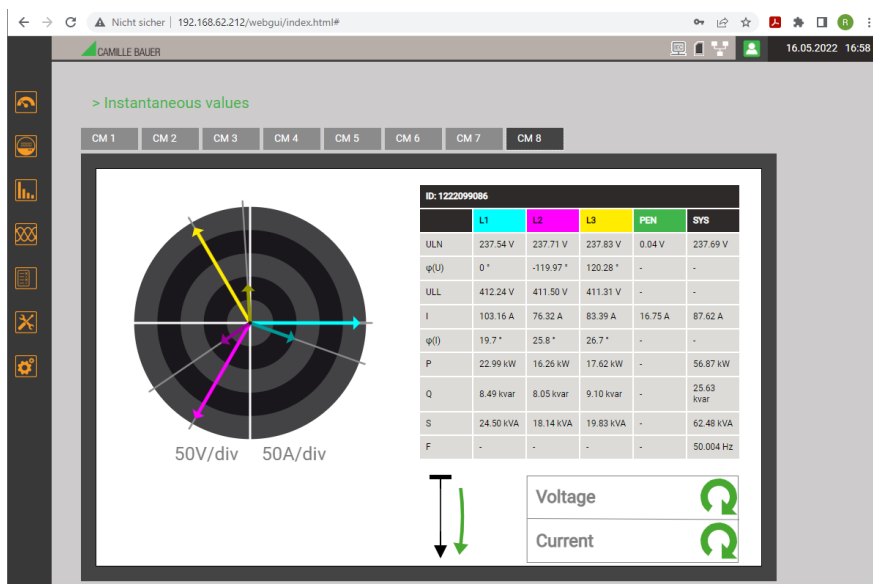 Nicht sicher | 192.168.62.212/webgui/index.html#
R
CAMILLE BAUER
16.05.2022 16:58
> Instantaneous values
CM 1 CM 2 CM 3 CM 4 CM 5 CM 6 CM 7 CM 8
ID: 1222099086
L1 L2 L3 PEN SYS
ULN 237.54 V 237.71 V 237.83 V 0.04 V 237.69 V
φ(U) 0 ° -119.97 ° 120.28 ° - -
ULL 412.24 V 411.50 V 411.31 V - -
I 103.16 A 76.32 A 83.39 A 16.75 A 87.62 A
φ(I) 19.7 ° 25.8 ° 26.7 ° - -
P 22.99 kW 16.26 kW 17.62 kW - 56.87 kW
Q 8.49 kvar 8.05 kvar 9.10 kvar - 25.63
kvar
S 24.50 kVA 18.14 kVA 19.83 kVA - 62.48 kVA
F - - - - 50.004 Hz
50V/div 50A/div
Voltage
Current